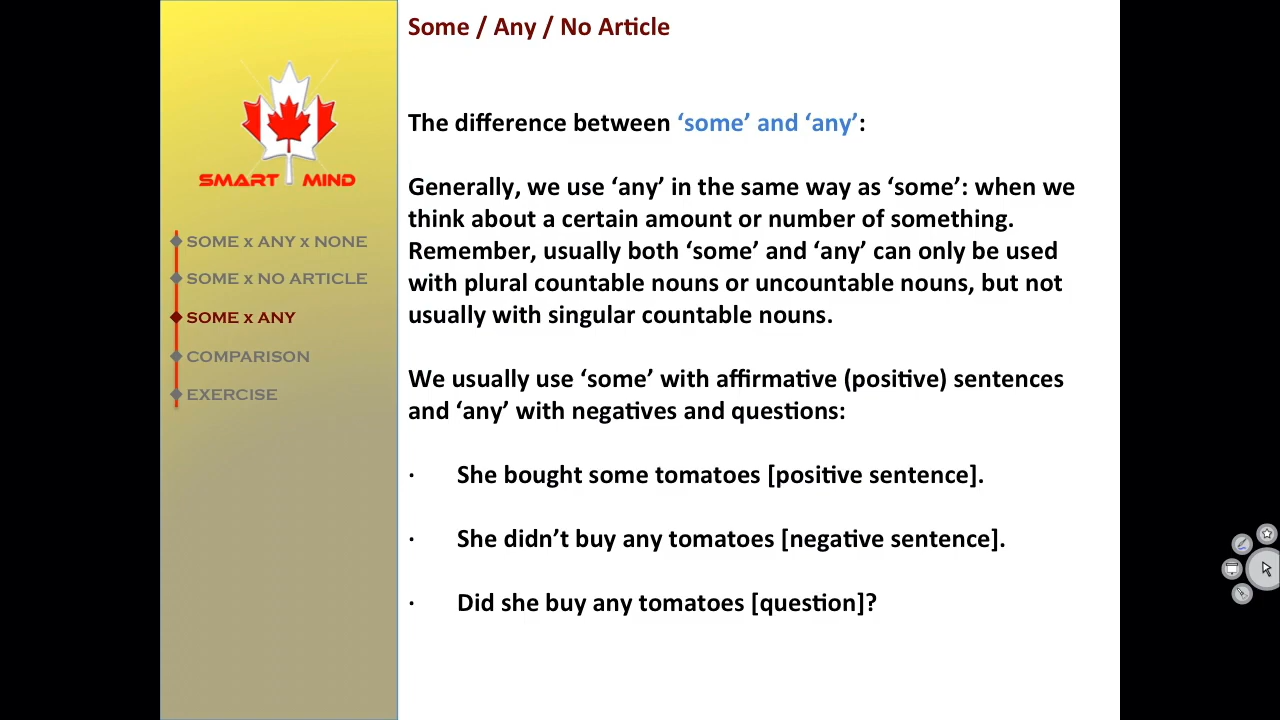 Some / Any / No Article
SMART MIND
SOME x ANY x NONE
SOME x NO ARTICLE
SOME x ANY
COMPARISON
EXERCISE
The difference between ‘some’ and ‘any’:
Generally, we use ‘any’ in the same way as ‘some’: when we
think about a certain amount or number of something.
Remember, usually both ‘some’ and ‘any’ can only be used
with plural countable nouns or uncountable nouns, but not
usually with singular countable nouns.
We usually use ‘some’ with affirmative (positive) sentences
and ‘any’ with negatives and questions:
· She bought some tomatoes [positive sentence].
· She didn’t buy any tomatoes [negative sentence].
· Did she buy any tomatoes [question]?